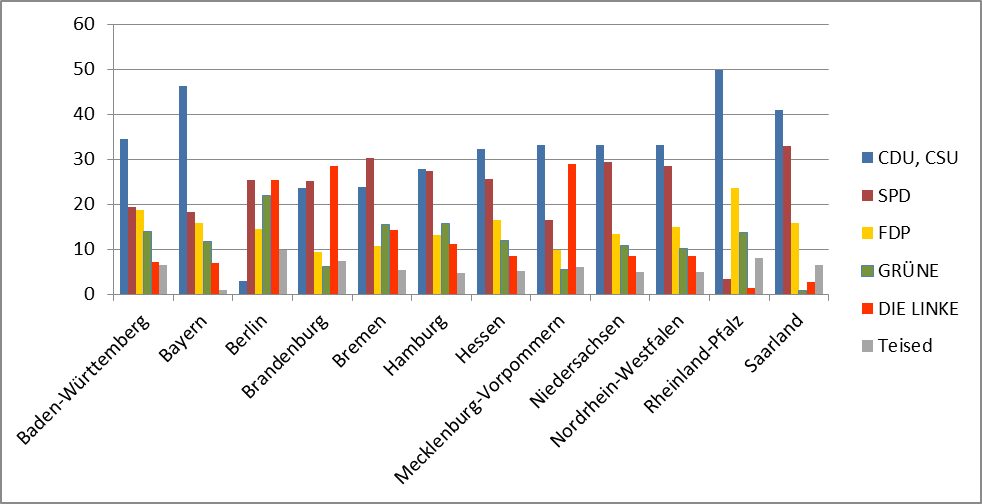 60
50
40
30
20
10
0
Baden-Württemberg
Bayern
Berlin
Brandenburg
Bremen
Hamburg
Hessen
Mecklenburg-Vorpommern
Niedersachsen
Nordrhein-Westfalen
Rheinland-Pfalz
Saarland
CDU, CSU
SPD
FDP
GRÜNE
DIE LINKE
Teised